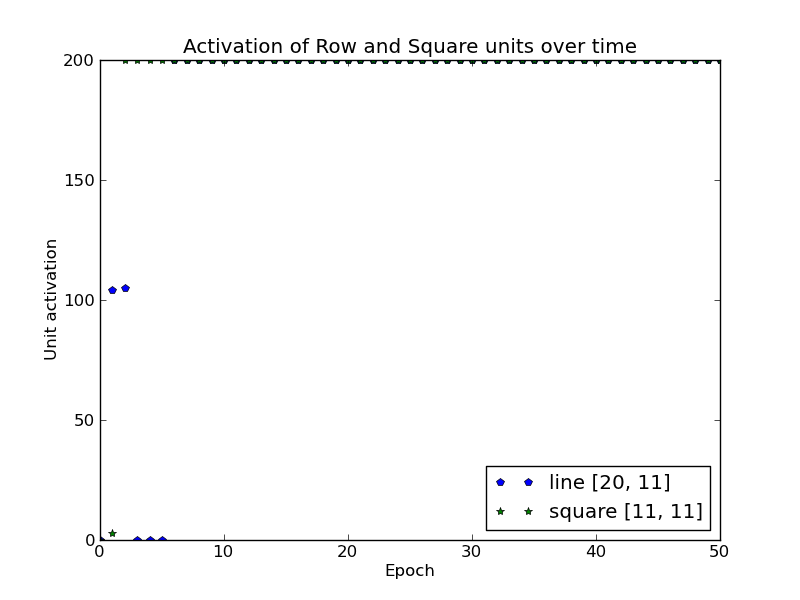 Activation of Row and Square units over time
200
150
100
50
0
Unit activation
0 10 20 30 40 50
Epoch
line [20, 11]
square [11, 11]